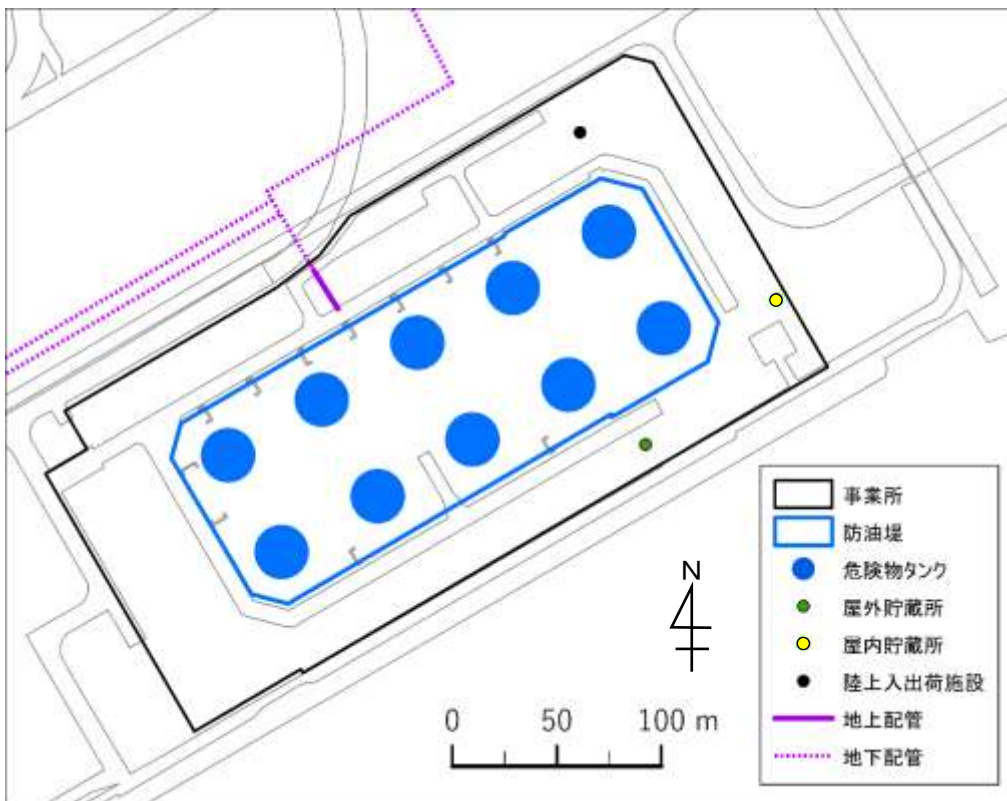 N
0 50 100 m
事業所
防油堤
危険物タンク
屋外貯蔵所
屋内貯蔵所
陸上入出荷施設
地上配管
地下配管